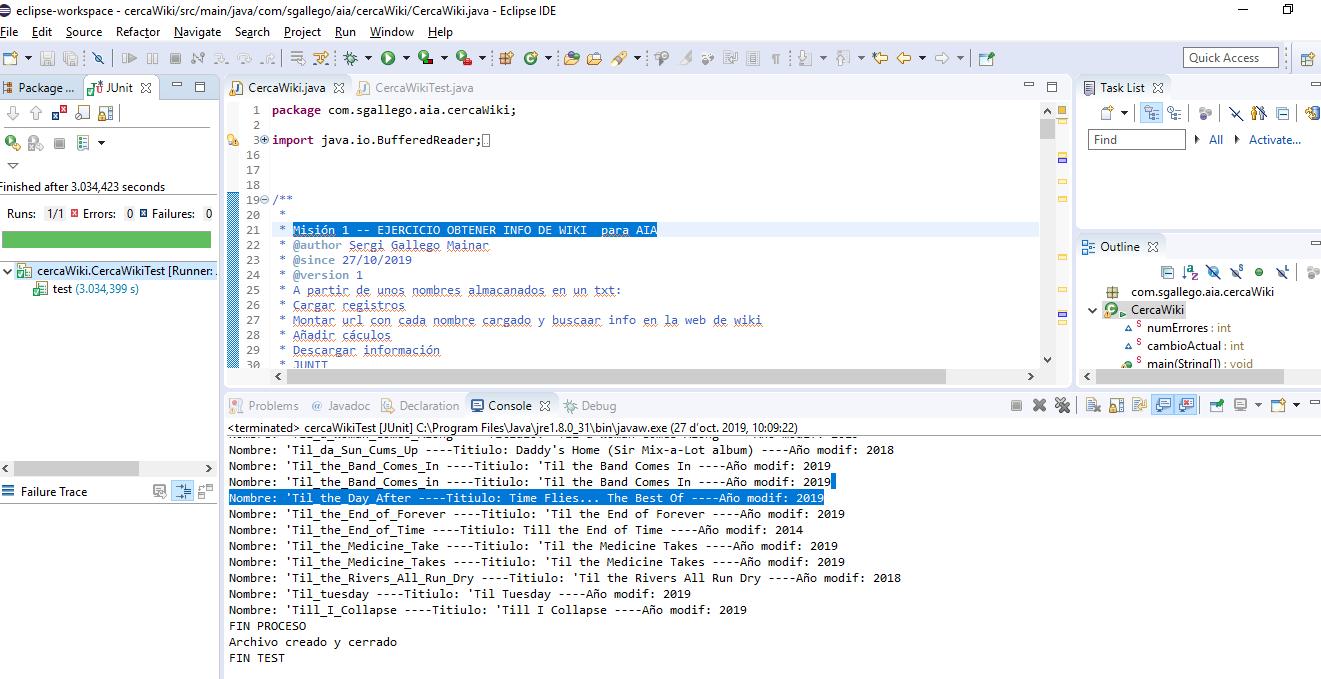 eclipse-workspace - cercaWiki/src/main/java/com/sgallego/aia/cercaWiki/CercaWiki.java - Eclipse IDE
File Edit Source Refactor Navigate Search Project Run Window Help
Quick Access
Package ... JUnit
Finished after 3.034,423 seconds
Runs: 1/1 Errors: 0 Failures: 0
cercaWiki.CercaWikiTest [Runner:
test (3.034,399 s)
Failure Trace
CercaWiki.java CercaWikiTest.java
1 package com.sgallego.aia.cercaWiki;
2
3 import java.io.BufferedReader;
16
17
18
19 /**
20 *
21 * Misión 1 -- EJERCICIO OBTENER INFO DE WIKI  para AIA
22 * @author Sergi Gallego Mainar
23 * @since 27/10/2019
24 * @version 1
25 * A partir de unos nombres almacanados en un txt:
26 * Cargar registros
27 * Montar url con cada nombre cargado y buscaar info en la web de wiki
28 * Añadir cáculos
29 * Descargar información
30 * JUNIT
Task List
Find All Activate...
Outline
com.sgallego.aia.cercaWiki
CercaWiki
numErrores : int
cambioActual : int
main(String[]) : void
Problems @ Javadoc Declaration Console Debug
<terminated> cercaWikiTest [JUnit] C:\Program Files\Java\jre1.8.0_31\bin\javaw.exe (27 d'oct. 2019, 10:09:22)
Nombre: 'Til_da_Sun_Cums_Up ----Titiulo: Daddy's Home (Sir Mix-a-Lot album) ----Año modif: 2018
Nombre: 'Til_the_Band_Comes_In ----Titiulo: 'Til the Band Comes In ----Año modif: 2019
Nombre: 'Til_the_Band_Comes_in ----Titiulo: 'Til the Band Comes In ----Año modif: 2019
Nombre: 'Til_the_Day_After ----Titiulo: Time Flies... The Best Of ----Año modif: 2019
Nombre: 'Til_the_End_of_Forever ----Titiulo: 'Til the End of Forever ----Año modif: 2019
Nombre: 'Til_the_End_of_Time ----Titiulo: Till the End of Time ----Año modif: 2014
Nombre: 'Til_the_Medicine_Take ----Titiulo: 'Til the Medicine Takes ----Año modif: 2019
Nombre: 'Til_the_Medicine_Takes ----Titiulo: 'Til the Medicine Takes ----Año modif: 2019
Nombre: 'Til_the_Rivers_All_Run_Dry ----Titiulo: 'Til the Rivers All Run Dry ----Año modif: 2018
Nombre: 'Til_tuesday ----Titiulo: 'Til Tuesday ----Año modif: 2019
Nombre: 'Till_I_Collapse ----Titiulo: 'Till I Collapse ----Año modif: 2019
FIN PROCESO
Archivo creado y cerrado
FIN TEST